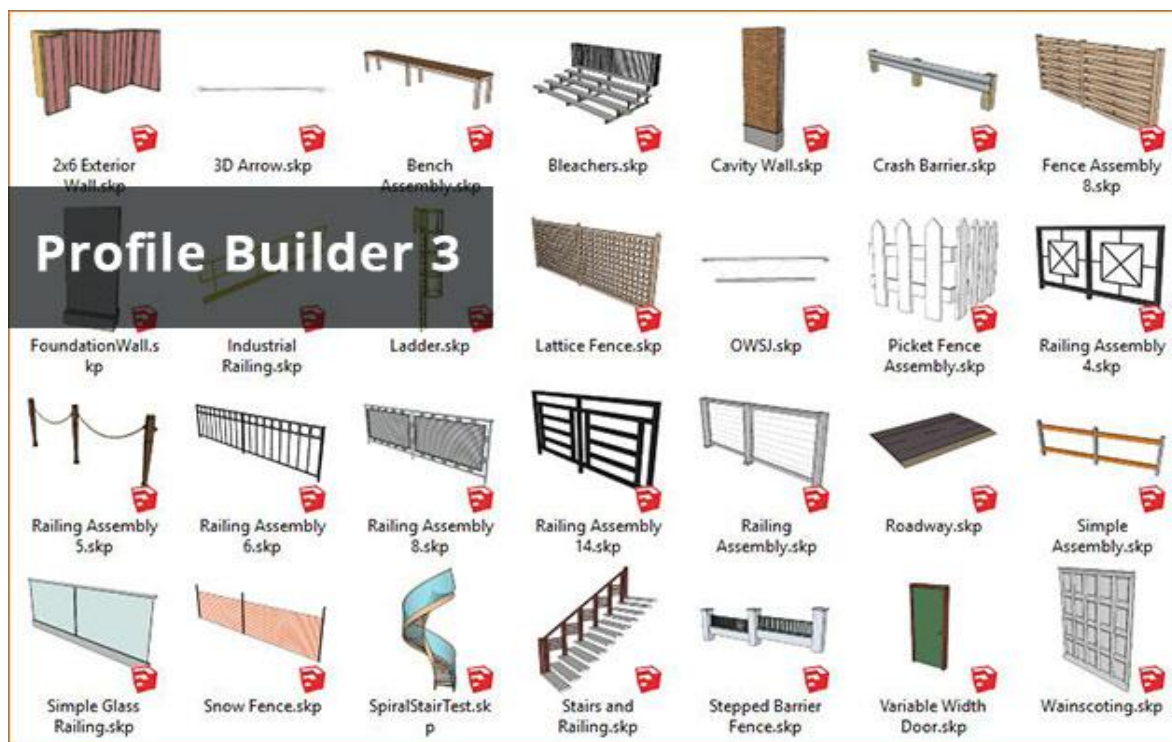 2x6 Exterior
Wall.skp
3D Arrow.skp
Bench
Assembly.skp
Bleachers.skp
Cavity Wall.skp
Crash Barrier.skp
Fence Assembly
8.skp
Profile Builder 3
FoundationWall.s
kp
Industrial
Railing.skp
Ladder.skp
Lattice Fence.skp
OWSJ.skp
Picket Fence
Assembly.skp
Railing Assembly
4.skp
Railing Assembly
5.skp
Railing Assembly
6.skp
Railing Assembly
8.skp
Railing Assembly
14.skp
Railing
Assembly.skp
Roadway.skp
Simple
Assembly.skp
Simple Glass
Railing.skp
Snow Fence.skp
SpiralStairTest.sk
p
Stairs and
Railing.skp
Stepped Barrier
Fence.skp
Variable Width
Door.skp
Wainscoting.skp